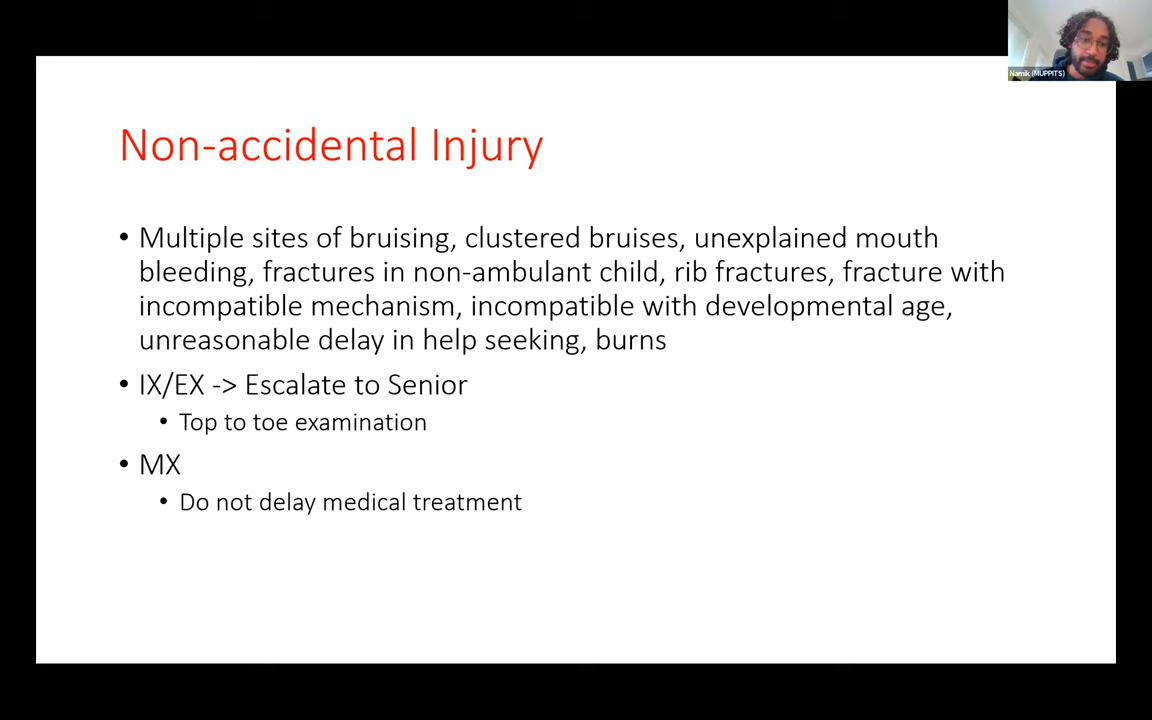 Namik (MUPPITS)
Non-accidental Injury
• Multiple sites of bruising, clustered bruises, unexplained mouth
bleeding, fractures in non-ambulant child, rib fractures, fracture with
incompatible mechanism, incompatible with developmental age,
unreasonable delay in help seeking, burns
• IX/EX -> Escalate to Senior
• Top to toe examination
• MX
• Do not delay medical treatment